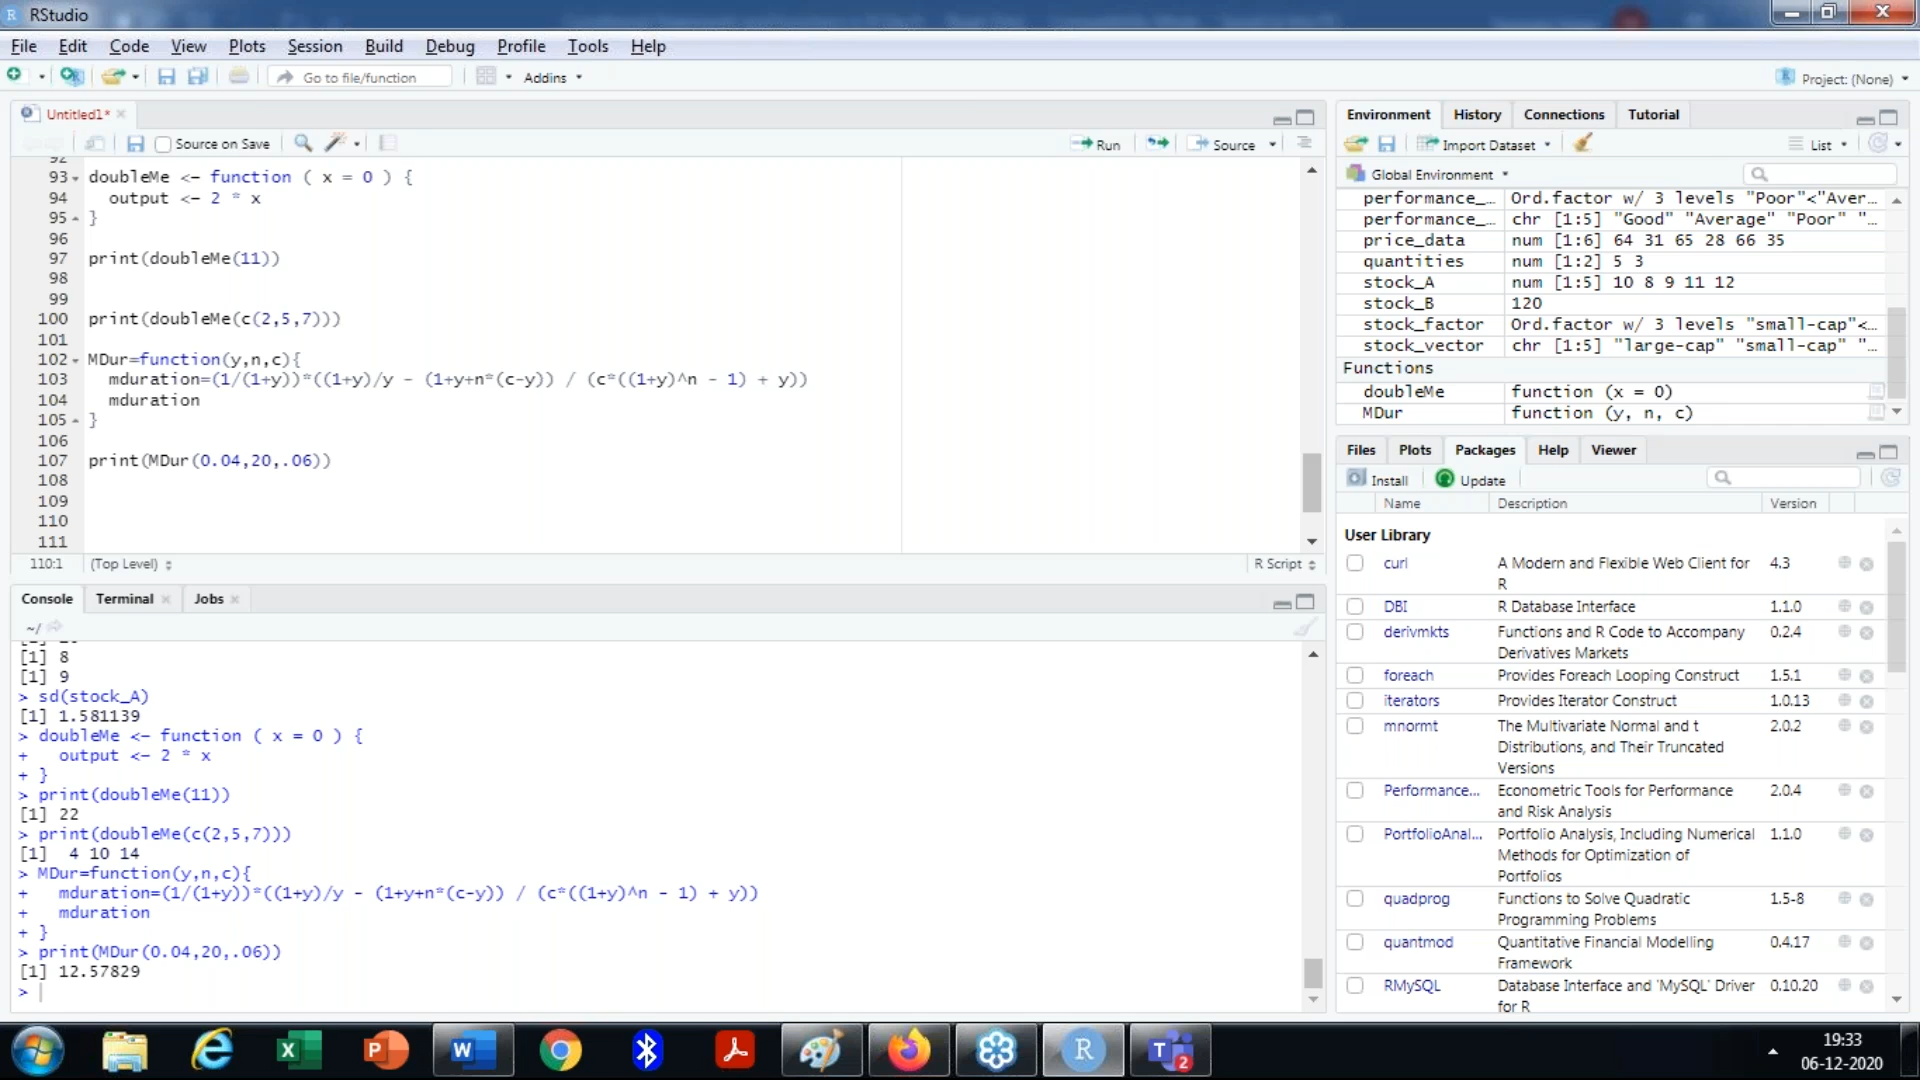 RStudio
File Edit Code View Plots Session Build Debug Profile Tools Help
Go to file/function Addins Project: (None)
Untitled1*
Source on Save Run Source
92
93 doubleMe <- function ( x = 0 ) {
94 output <- 2 * x
95 }
96
97 print(doubleMe(11))
98
99
100 print(doubleMe(c(2,5,7)))
101
102 MDur=function(y,n,c){
103 mduration=(1/(1+y))*((1+y)/y - (1+y+n*(c-y)) / (c*((1+y)^n - 1) + y))
104 mduration
105 }
106
107 print(MDur(0.04,20,.06))
108
109
110
111
110:1 (Top Level) R Script
Console Terminal Jobs
~/
[1] 8
[1] 9
> sd(stock_A)
[1] 1.581139
> doubleMe <- function ( x = 0 ) {
+ output <- 2 * x
+ }
> print(doubleMe(11))
[1] 22
> print(doubleMe(c(2,5,7)))
[1] 4 10 14
> MDur=function(y,n,c){
+ mduration=(1/(1+y))*((1+y)/y - (1+y+n*(c-y)) / (c*((1+y)^n - 1) + y))
+ mduration
+ }
> print(MDur(0.04,20,.06))
[1] 12.57829
>
Environment History Connections Tutorial
Import Dataset List
Global Environment
performance_… Ord.factor w/ 3 levels "Poor"<"Aver…
performance_… chr [1:5] "Good" "Average" "Poor" "…
price_data num [1:6] 64 31 65 28 66 35
quantities num [1:2] 5 3
stock_A num [1:5] 10 8 9 11 12
stock_B 120
stock_factor Ord.factor w/ 3 levels "small-cap"<…
stock_vector chr [1:5] "large-cap" "small-cap" "…
Functions
doubleMe function (x = 0)
MDur function (y, n, c)
Files Plots Packages Help Viewer
Install Update
Name Description Version
User Library
curl A Modern and Flexible Web Client for 4.3
R
DBI R Database Interface 1.1.0
derivmkts Functions and R Code to Accompany 0.2.4
Derivatives Markets
foreach Provides Foreach Looping Construct 1.5.1
iterators Provides Iterator Construct 1.0.13
mnormt The Multivariate Normal and t 2.0.2
Distributions, and Their Truncated
Versions
Performance... Econometric Tools for Performance 2.0.4
and Risk Analysis
PortfolioAnal... Portfolio Analysis, Including Numerical 1.1.0
Methods for Optimization of
Portfolios
quadprog Functions to Solve Quadratic 1.5-8
Programming Problems
quantmod Quantitative Financial Modelling 0.4.17
Framework
RMySQL Database Interface and 'MySQL' Driver 0.10.20
for R
19:33
06-12-2020